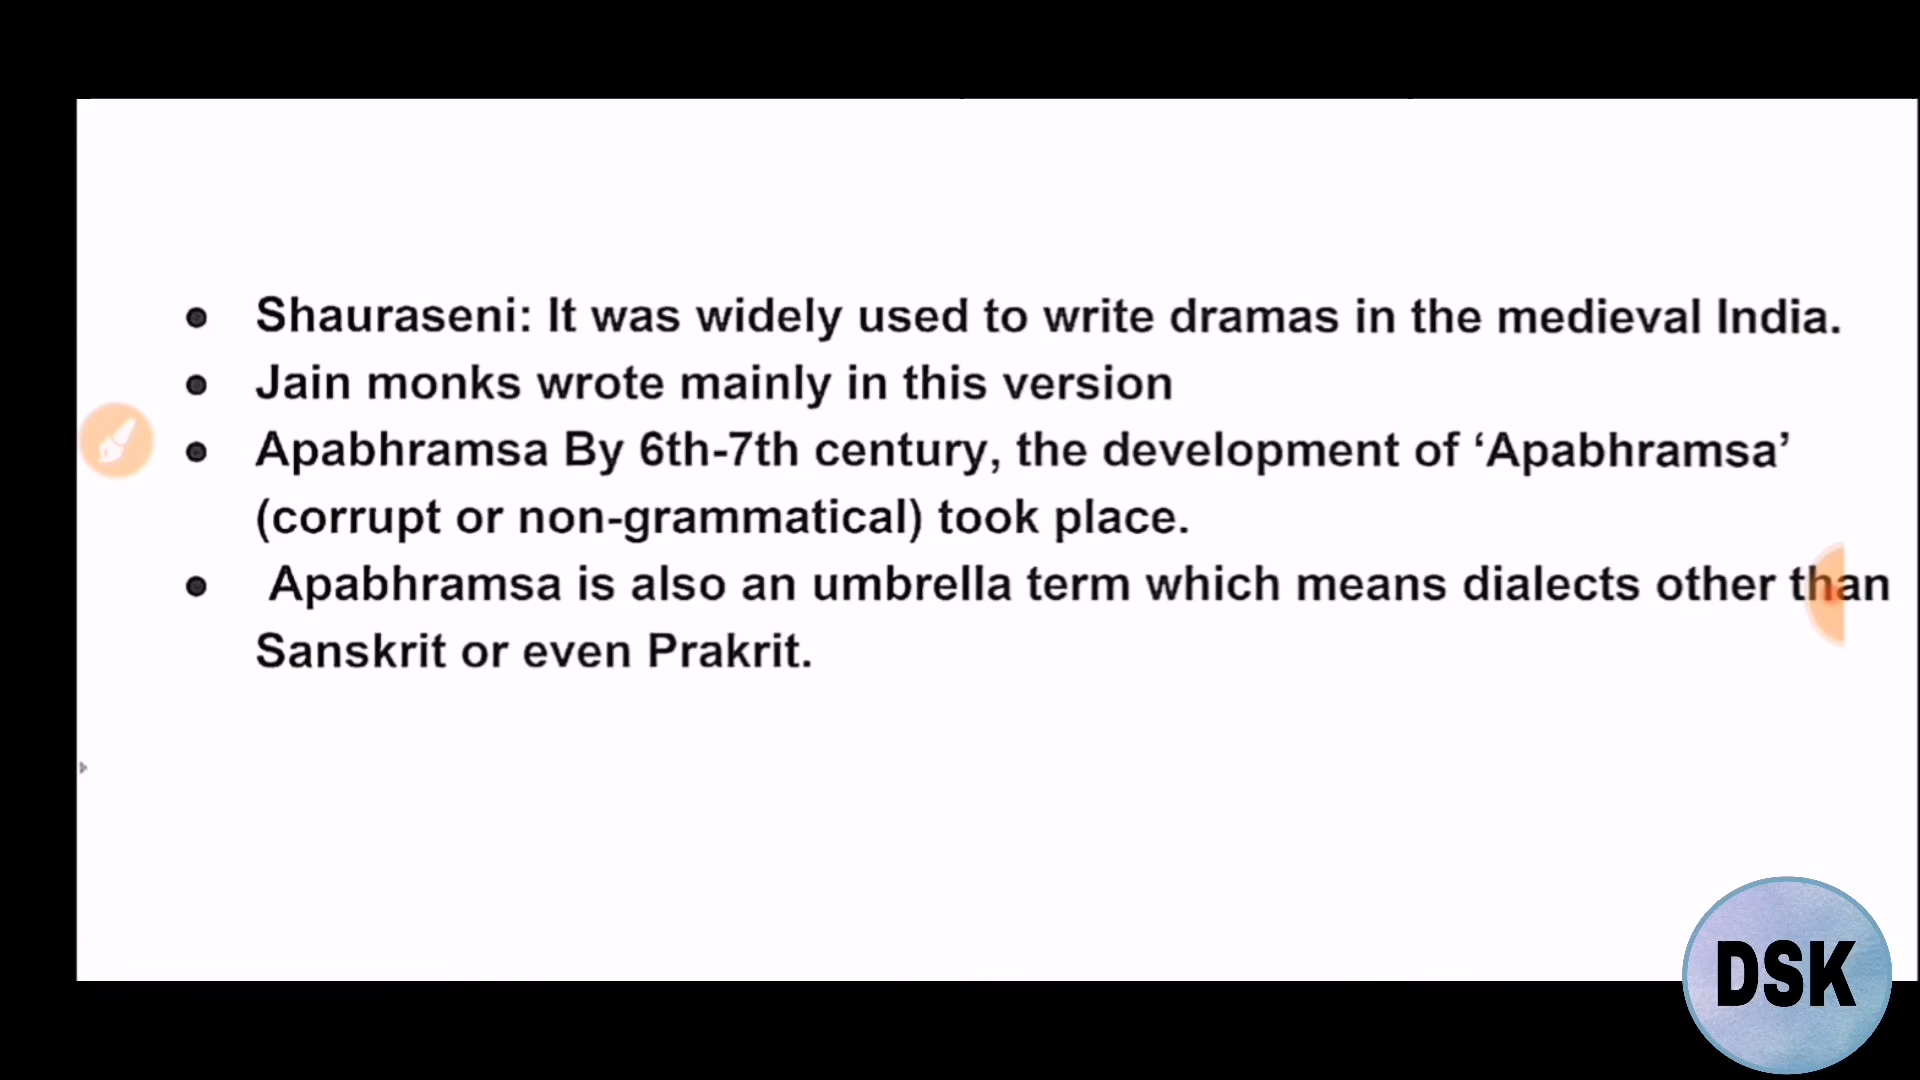 ● Shauraseni: It was widely used to write dramas in the medieval India.
● Jain monks wrote mainly in this version
● Apabhramsa By 6th-7th century, the development of ‘Apabhramsa’
(corrupt or non-grammatical) took place.
● Apabhramsa is also an umbrella term which means dialects other than
Sanskrit or even Prakrit.
DSK